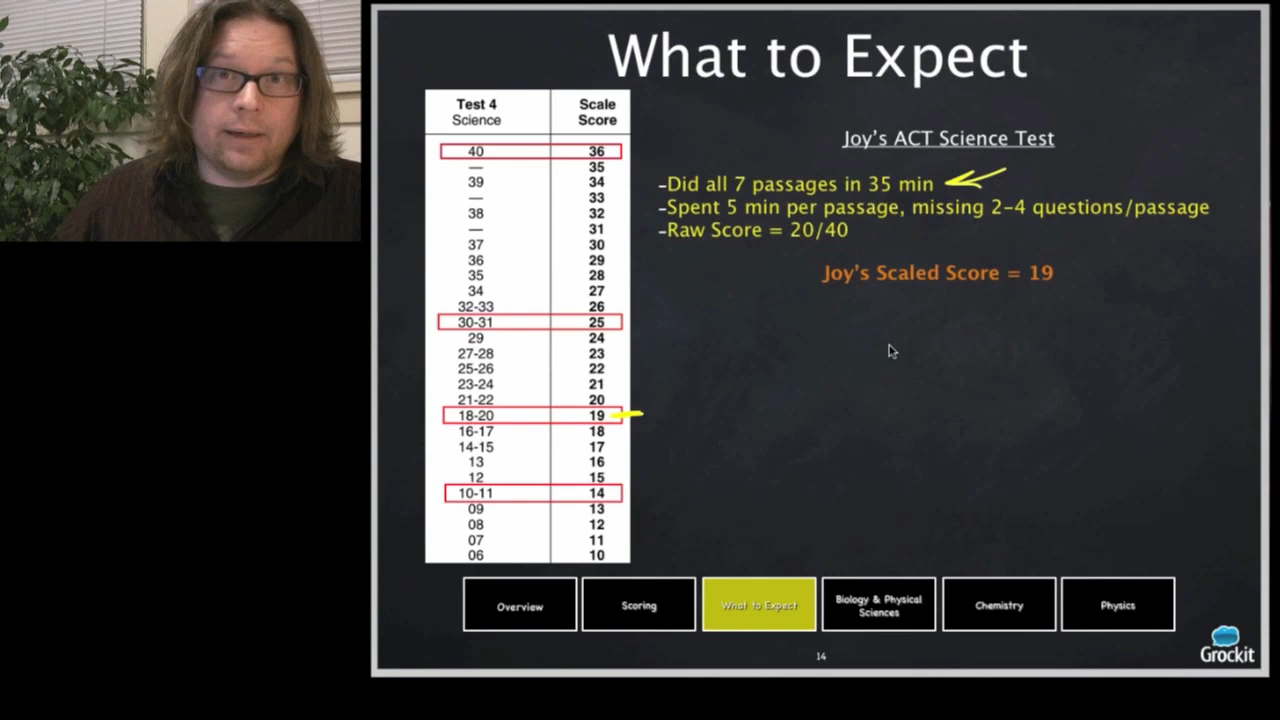 What to Expect
Test 4 Scale
Science Score
40 36
— 35
39 34
— 33
38 32
— 31
37 30
36 29
35 28
34 27
32-33 26
30-31 25
29 24
27-28 23
25-26 22
23-24 21
21-22 20
18-20 19
16-17 18
14-15 17
13 16
12 15
10-11 14
09 13
08 12
07 11
06 10
Joy's ACT Science Test
-Did all 7 passages in 35 min
-Spent 5 min per passage, missing 2-4 questions/passage
-Raw Score = 20/40
Joy's Scaled Score = 19
Overview
Scoring
What to Expect
Biology & Physical
Sciences
Chemistry
Physics
14
Grockit